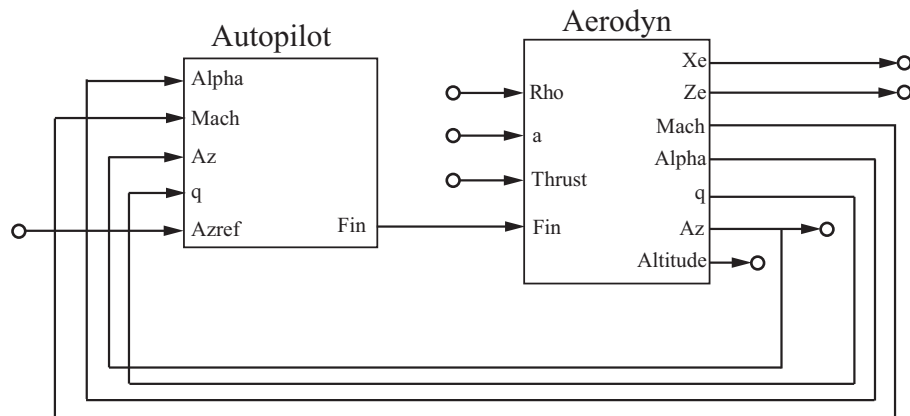 Autopilot
Alpha
Mach
Az
q
Azref
Fin
Aerodyn
Rho
a
Thrust
Fin
Xe
Ze
Mach
Alpha
q
Az
Altitude